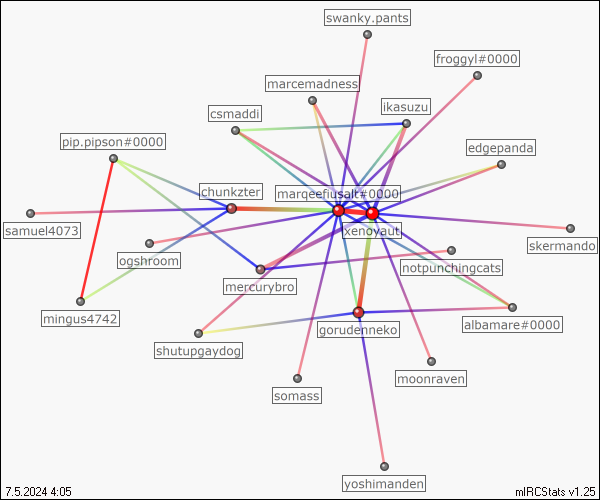 swanky.pants
froggyl#0000
marcemadness
ikasuzu
csmaddi
pip.pipson#0000
edgepanda
chunkzter
marqeefiusalt#0000
samuel4073
xenoyaut
skermando
ogshroom
notpunchingcats
mercurybro
mingus4742
gorudenneko
albamare#0000
shutupgaydog
moonraven
somass
yoshimanden
7.5.2024 4:05
mIRCStats v1.25